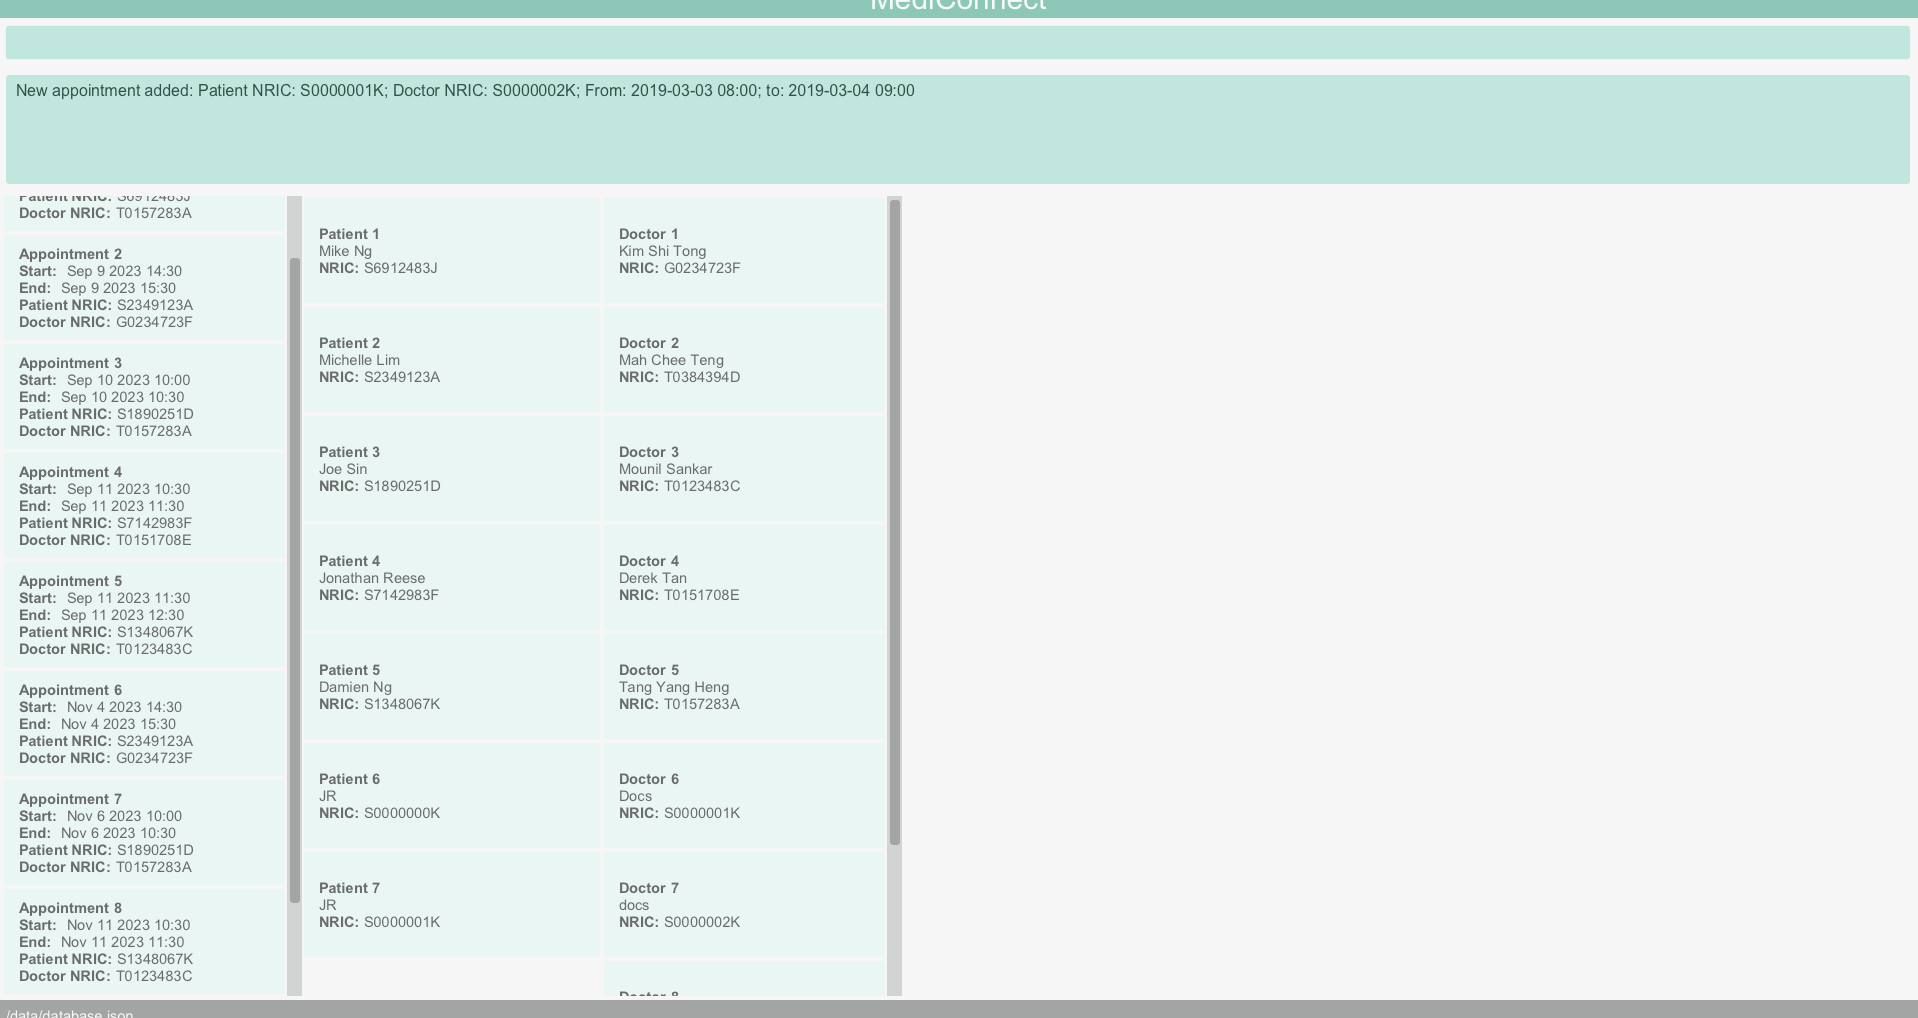 MediConnect
New appointment added: Patient NRIC: S0000001K; Doctor NRIC: S0000002K; From: 2019-03-03 08:00; to: 2019-03-04 09:00
Patient NRIC: S6912483J
Doctor NRIC: T0157283A
Appointment 2
Start: Sep 9 2023 14:30
End: Sep 9 2023 15:30
Patient NRIC: S2349123A
Doctor NRIC: G0234723F
Appointment 3
Start: Sep 10 2023 10:00
End: Sep 10 2023 10:30
Patient NRIC: S1890251D
Doctor NRIC: T0157283A
Appointment 4
Start: Sep 11 2023 10:30
End: Sep 11 2023 11:30
Patient NRIC: S7142983F
Doctor NRIC: T0151708E
Appointment 5
Start: Sep 11 2023 11:30
End: Sep 11 2023 12:30
Patient NRIC: S1348067K
Doctor NRIC: T0123483C
Appointment 6
Start: Nov 4 2023 14:30
End: Nov 4 2023 15:30
Patient NRIC: S2349123A
Doctor NRIC: G0234723F
Appointment 7
Start: Nov 6 2023 10:00
End: Nov 6 2023 10:30
Patient NRIC: S1890251D
Doctor NRIC: T0157283A
Appointment 8
Start: Nov 11 2023 10:30
End: Nov 11 2023 11:30
Patient NRIC: S1348067K
Doctor NRIC: T0123483C
Patient 1
Mike Ng
NRIC: S6912483J
Patient 2
Michelle Lim
NRIC: S2349123A
Patient 3
Joe Sin
NRIC: S1890251D
Patient 4
Jonathan Reese
NRIC: S7142983F
Patient 5
Damien Ng
NRIC: S1348067K
Patient 6
JR
NRIC: S0000000K
Patient 7
JR
NRIC: S0000001K
Doctor 1
Kim Shi Tong
NRIC: G0234723F
Doctor 2
Mah Chee Teng
NRIC: T0384394D
Doctor 3
Mounil Sankar
NRIC: T0123483C
Doctor 4
Derek Tan
NRIC: T0151708E
Doctor 5
Tang Yang Heng
NRIC: T0157283A
Doctor 6
Docs
NRIC: S0000001K
Doctor 7
docs
NRIC: S0000002K
Doctor 8
/data/database.json